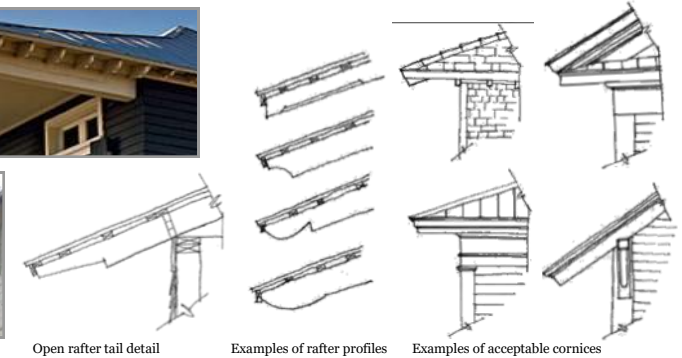 Open rafter tail detail
Examples of rafter profiles
Examples of acceptable cornices